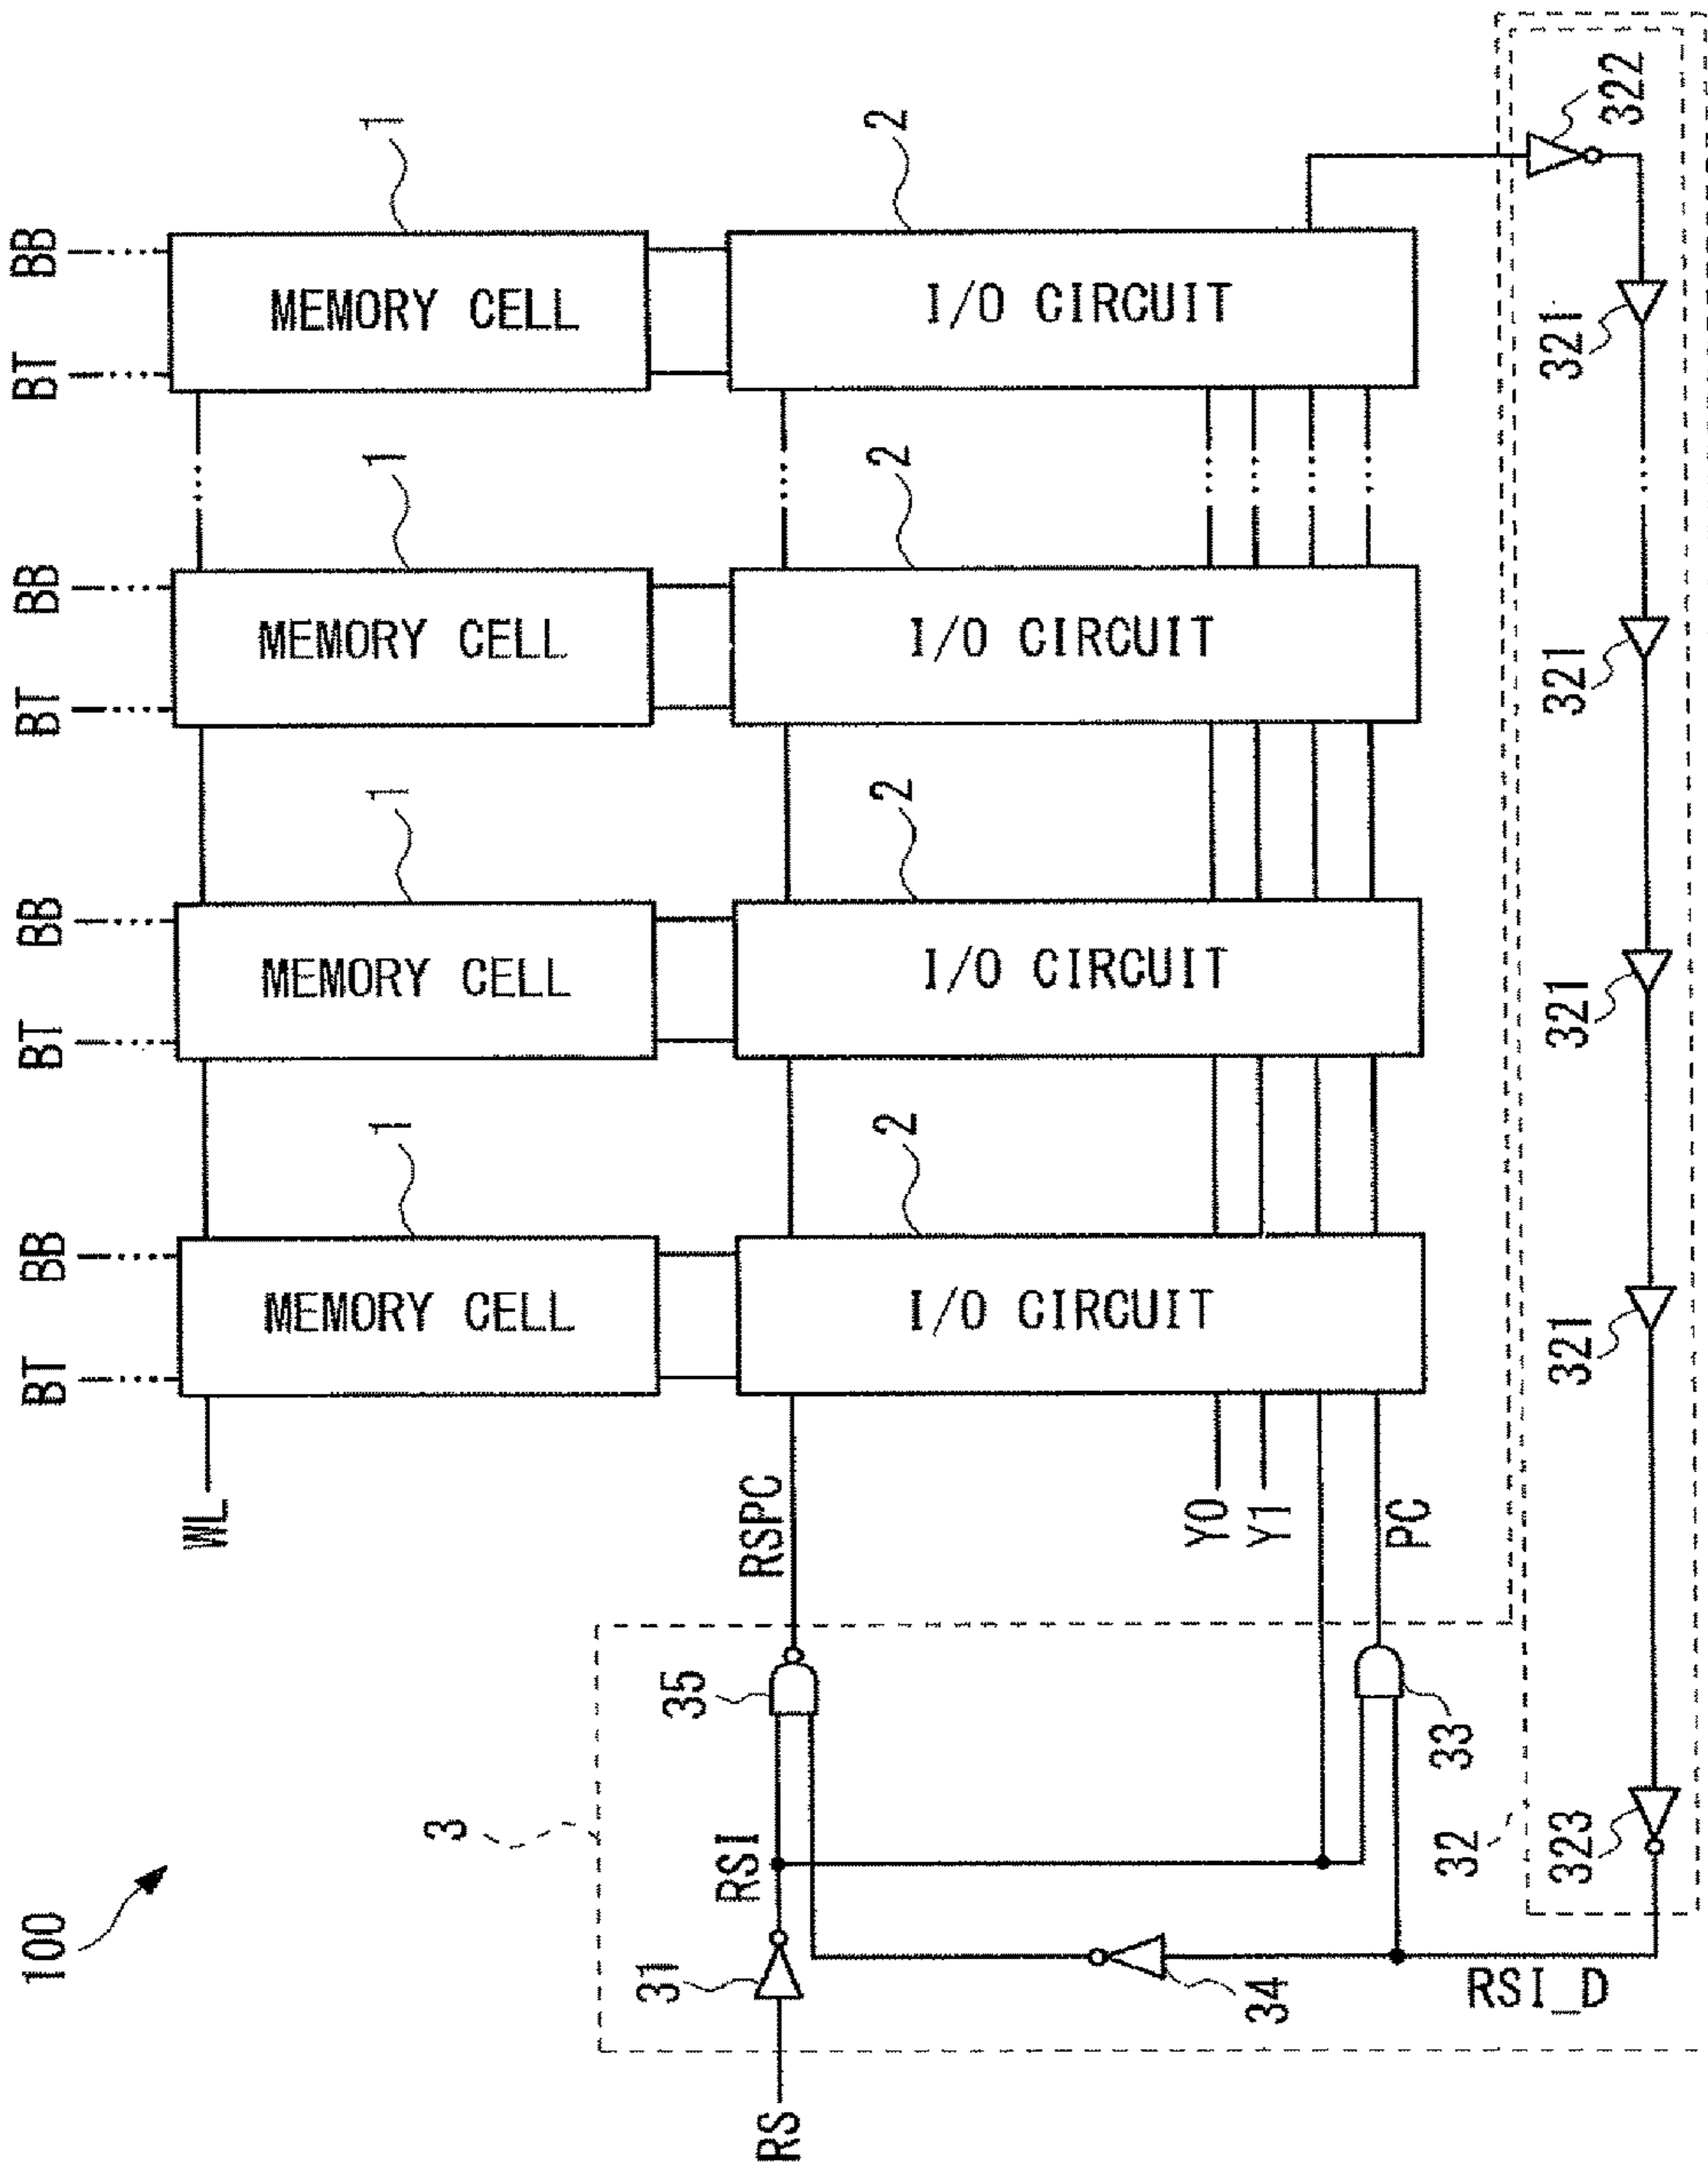 100
BT
BB
BT
BB
BT
BB
BT
BB
WL
MEMORY CELL
1
MEMORY CELL
1
MEMORY CELL
1
MEMORY CELL
1
3
RS
31
RSI
35
RSPC
I/O CIRCUIT
2
I/O CIRCUIT
2
I/O CIRCUIT
2
I/O CIRCUIT
2
Y0
Y1
34
33
PC
RSI_D
32
323
321
321
321
321
322